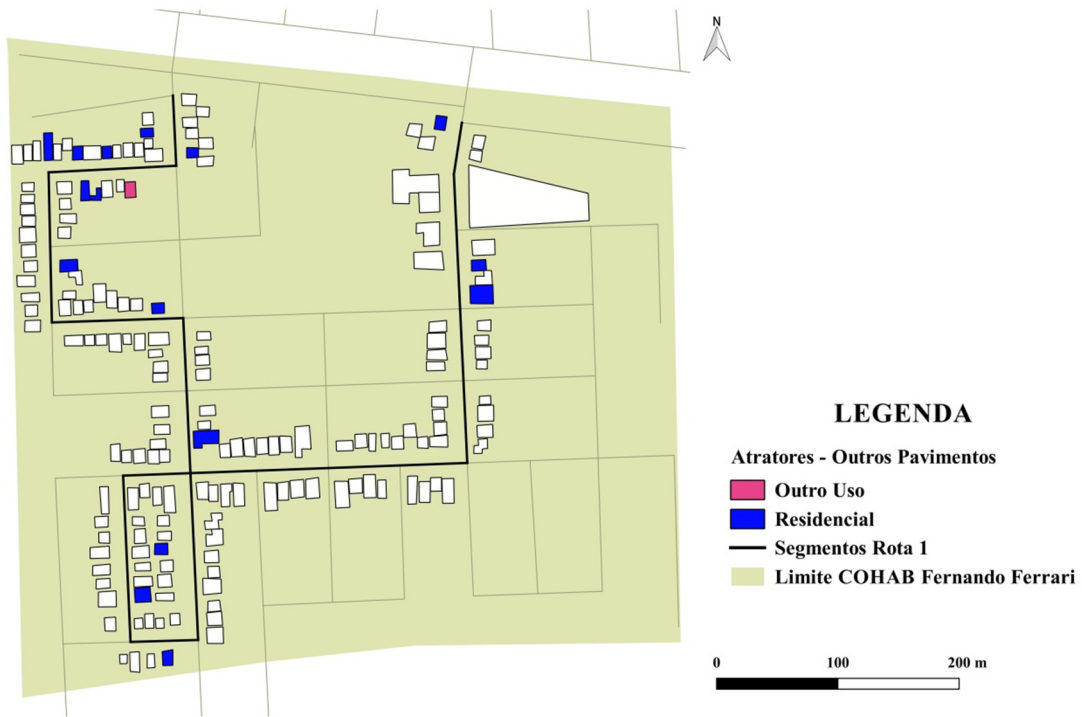 N
LEGENDA
Atratores - Outros Pavimentos
Outro Uso
Residencial
Segmentos Rota 1
Limite COHAB Fernando Ferrari
0 100 200 m